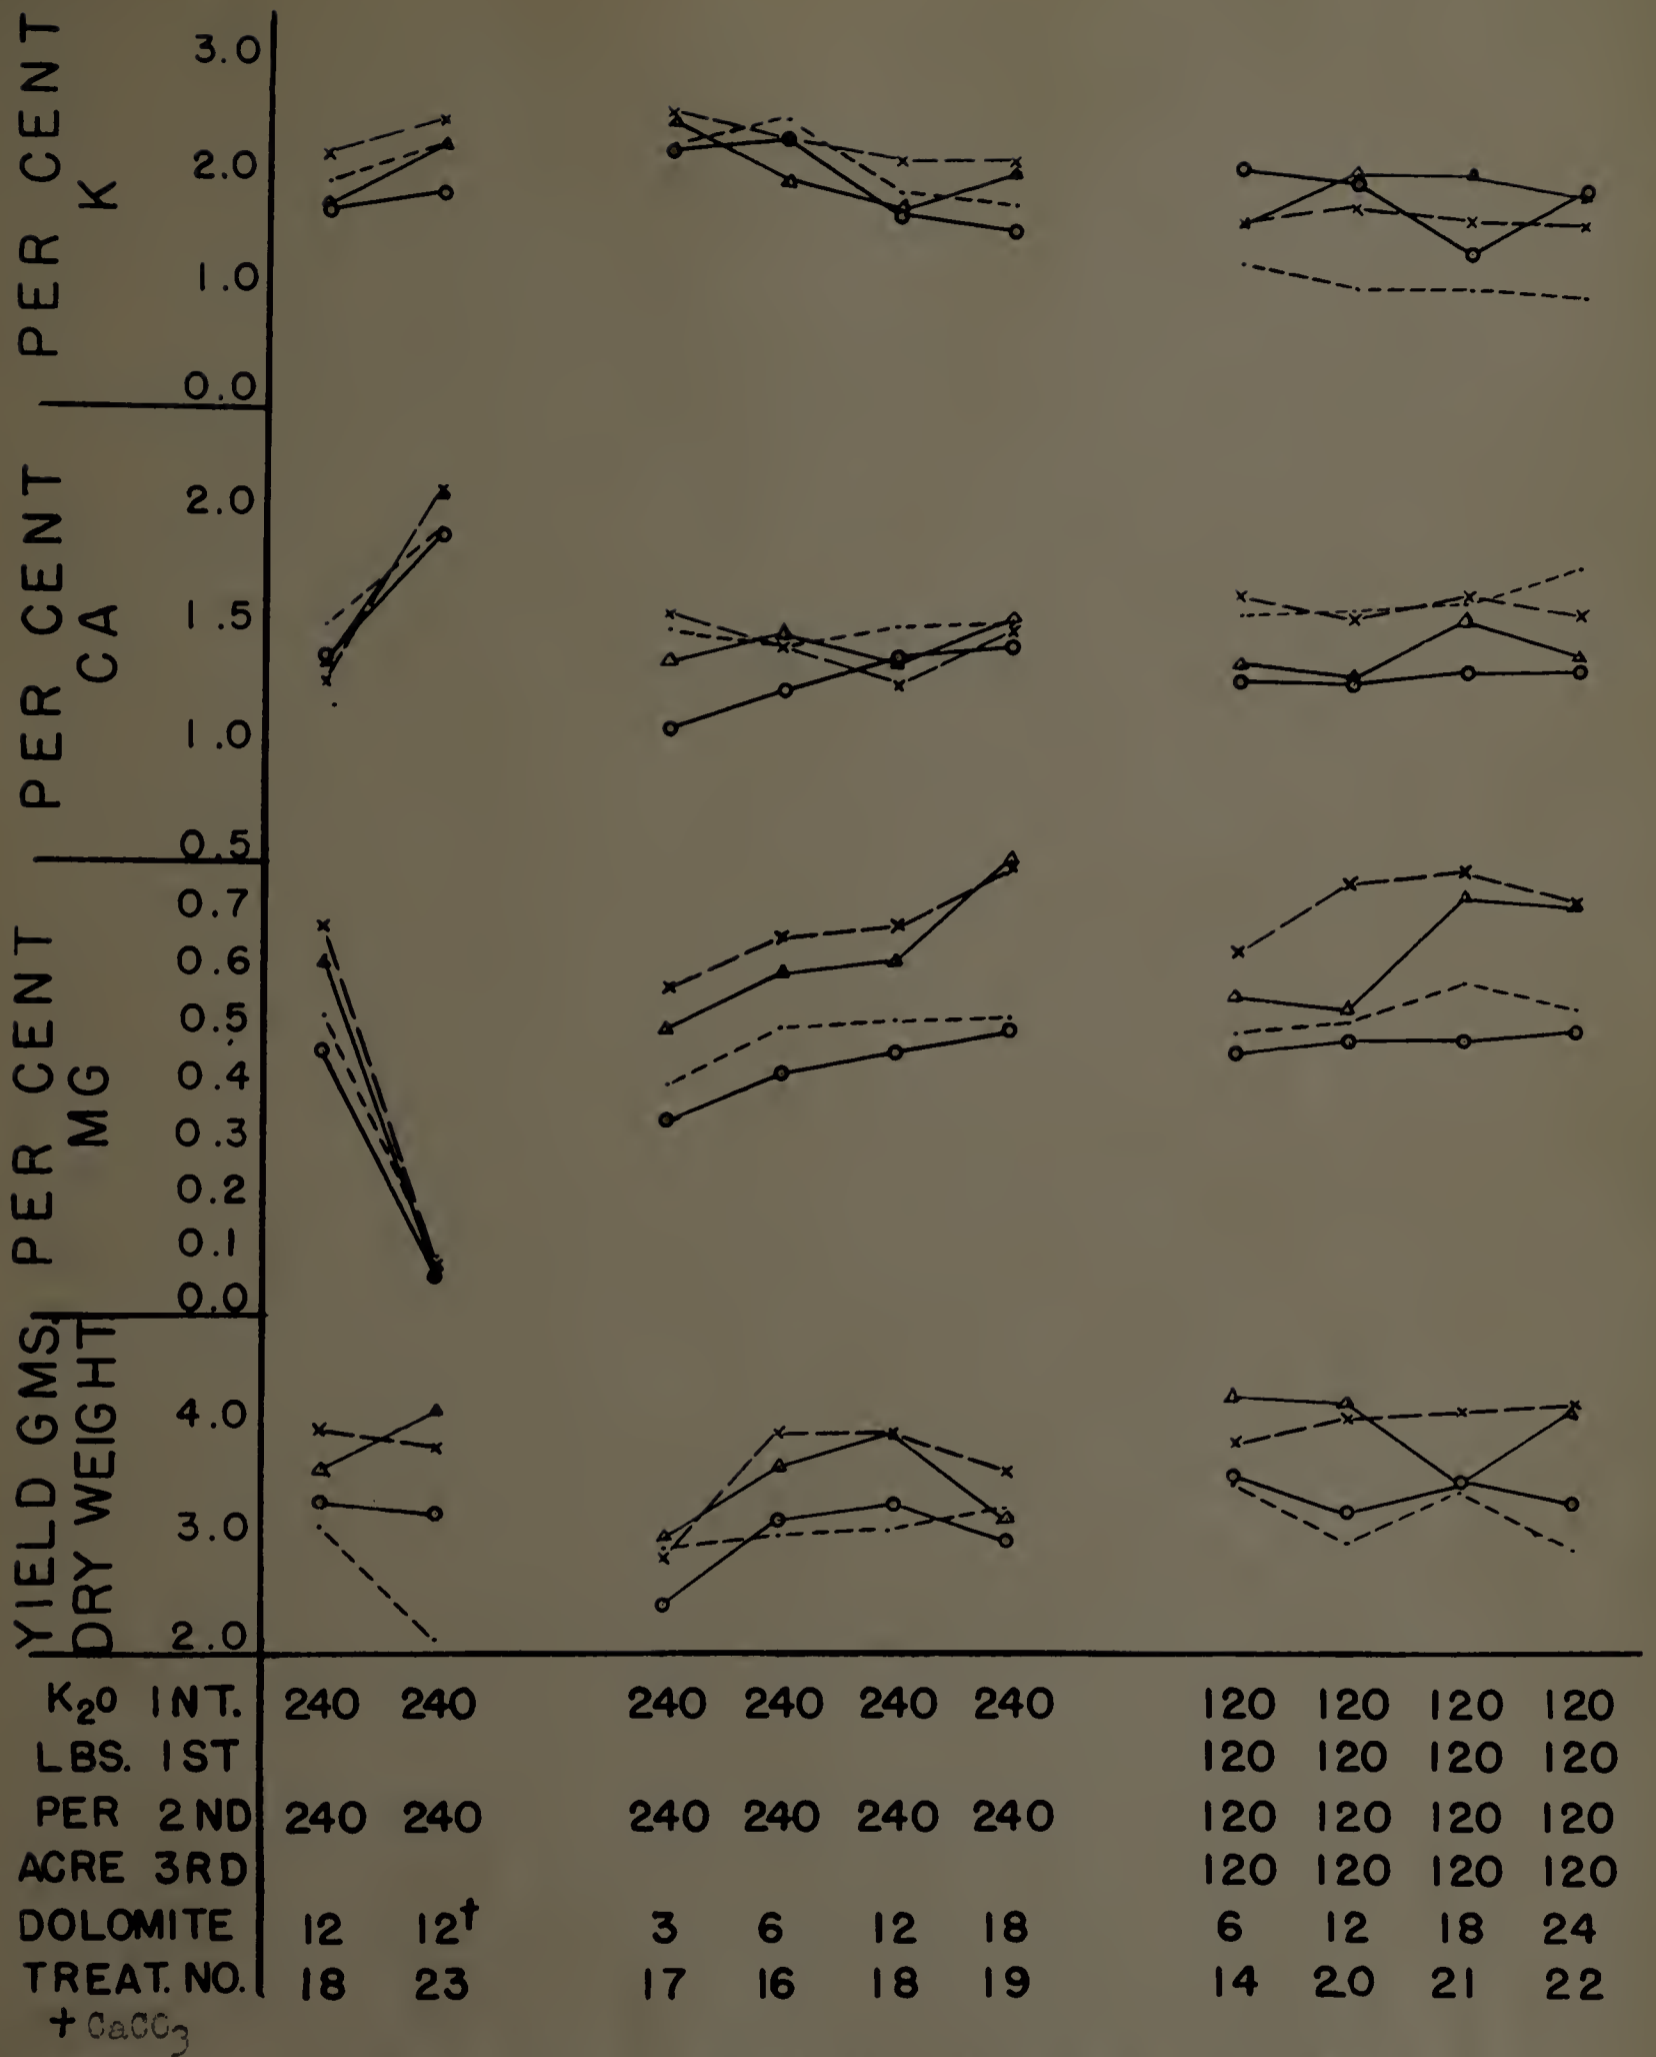 PER CENT
K
3.0
2.0
1.0
0.0
PER CENT
CA
2.0
1.5
1.0
0.5
PER CENT
MG
0.7
0.6
0.5
0.4
0.3
0.2
0.1
0.0
YIELD GMS.
DRY WEIGHT
4.0
3.0
2.0
K₂O INT. 240 240 240 240 240 240 120 120 120 120
LBS. 1ST 120 120 120 120
PER 2ND 240 240 240 240 240 240 120 120 120 120
ACRE 3RD 120 120 120 120
DOLOMITE 12 12† 3 6 12 18 6 12 18 24
TREAT. NO. 18 23 17 16 18 19 14 20 21 22
† CaCO₃